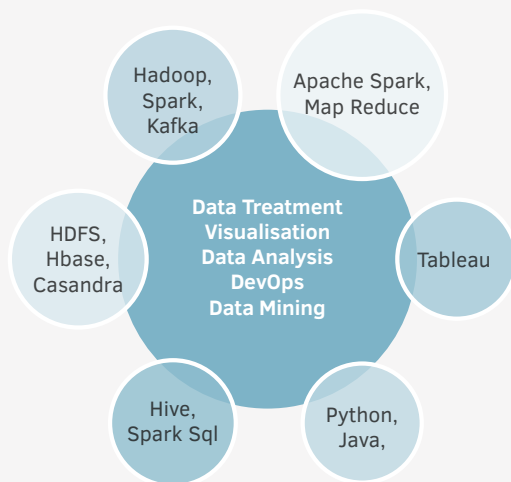 Hadoop,
Spark,
Kafka
Apache Spark,
Map Reduce
HDFS,
Hbase,
Casandra
Data Treatment
Visualisation
Data Analysis
DevOps
Data Mining
Tableau
Hive,
Spark Sql
Python,
Java,